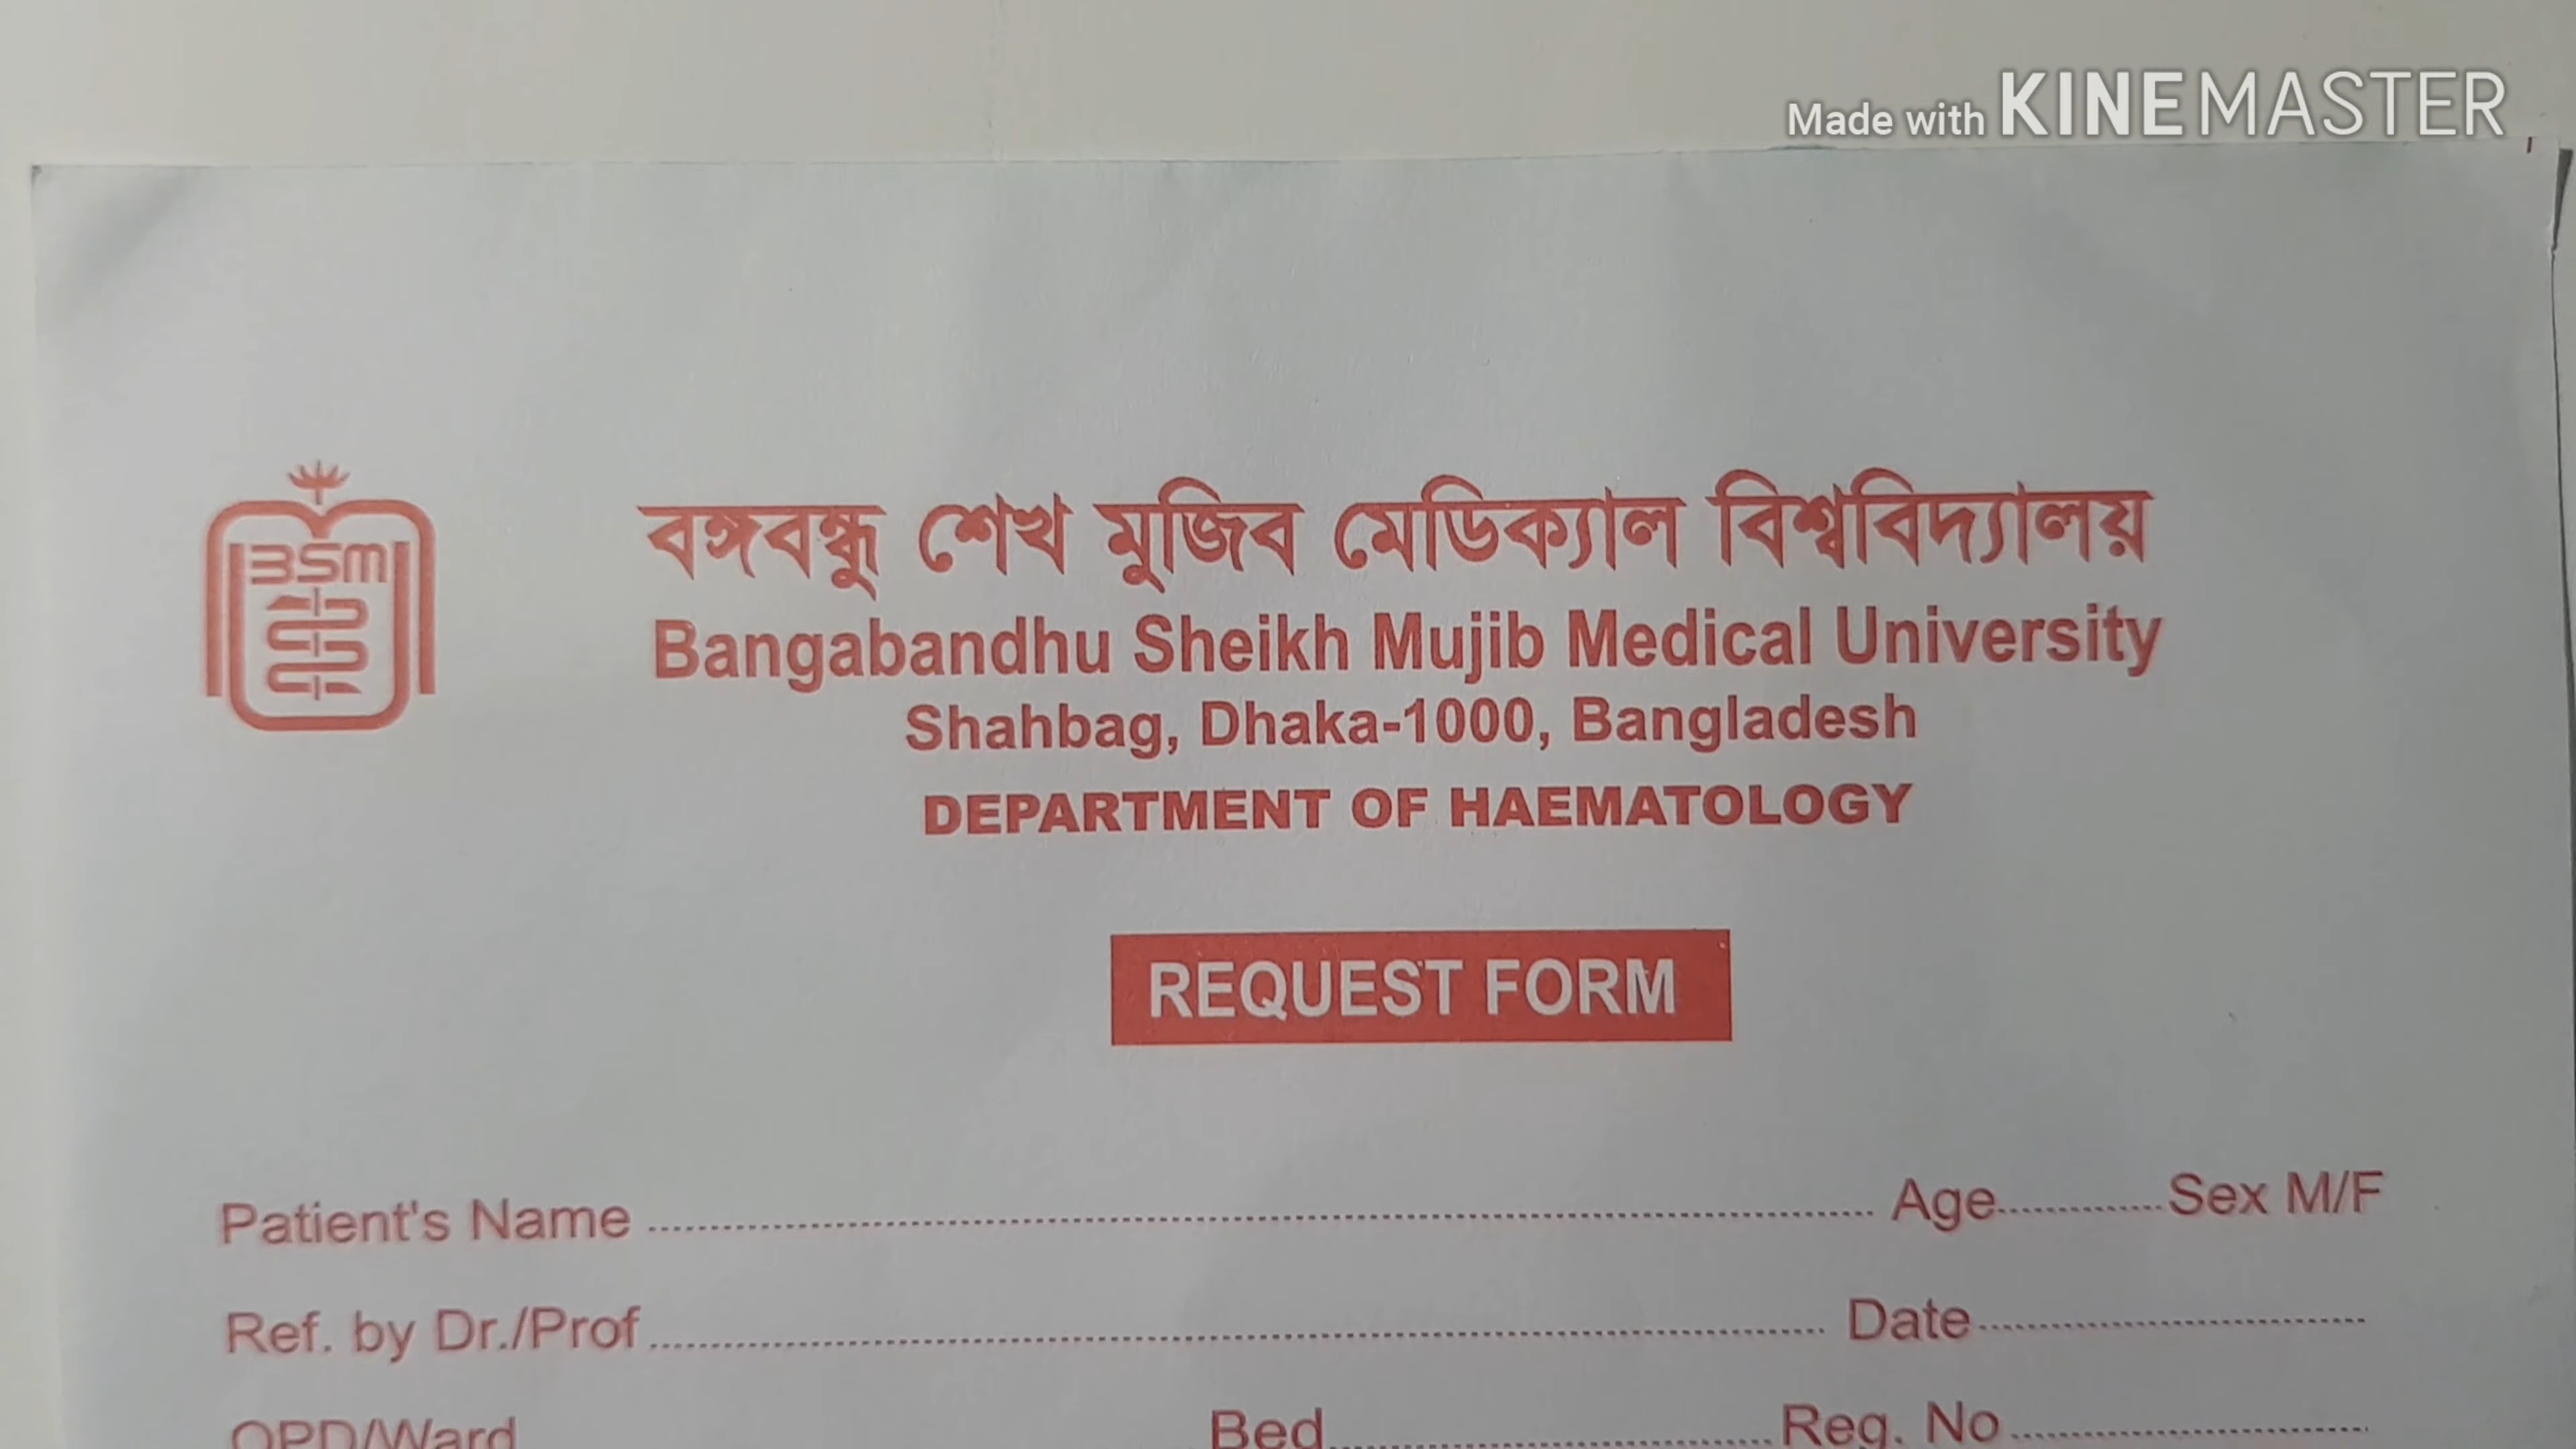 Made with KINEMASTER
BSM
বঙ্গবন্ধু শেখ মুজিব মেডিক্যাল বিশ্ববিদ্যালয়
Bangabandhu Sheikh Mujib Medical University
Shahbag, Dhaka-1000, Bangladesh
DEPARTMENT OF HAEMATOLOGY
REQUEST FORM
Patient's Name ........................ Age............Sex M/F
Ref. by Dr./Prof........................ Date........................
OPD/Ward Bed........................Reg. No........................